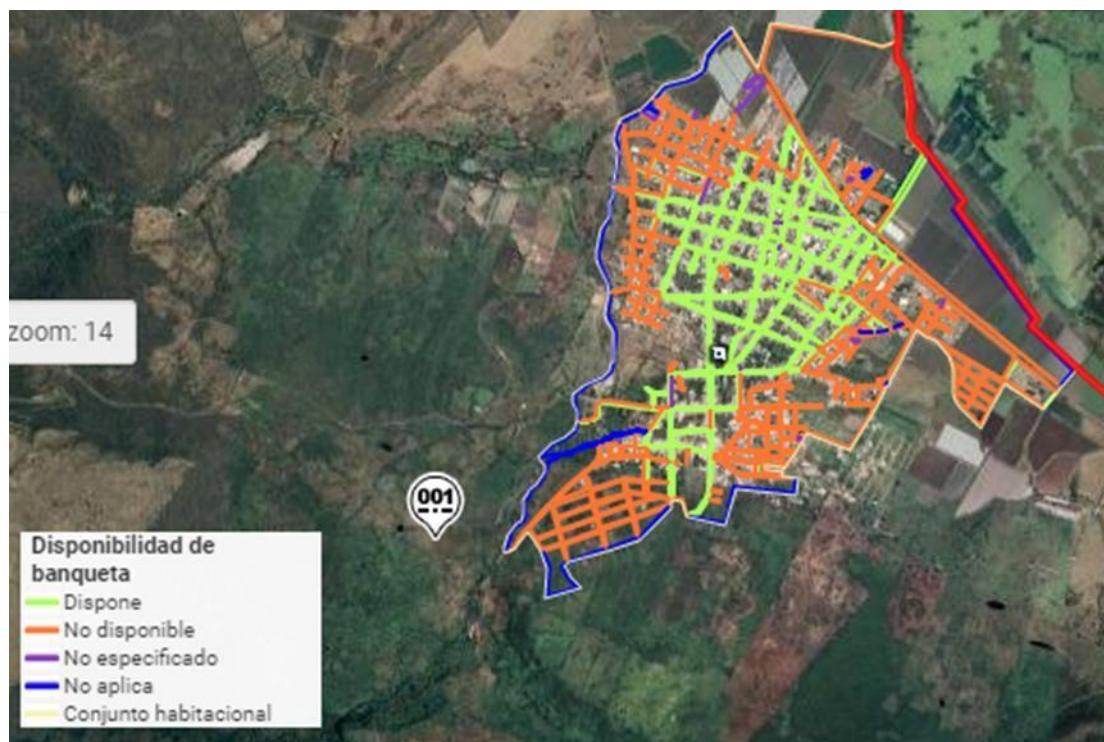 zoom: 14
001
Disponibilidad de
banqueta
Dispone
No disponible
No especificado
No aplica
Conjunto habitacional